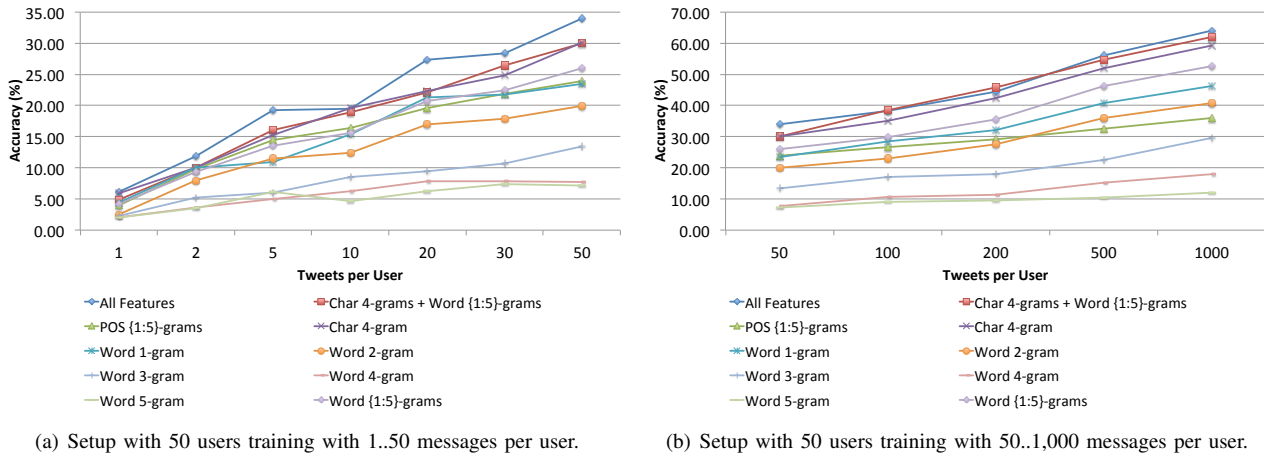 35.00
30.00
25.00
20.00
15.00
10.00
5.00
0.00
Accuracy (%)
1 2 5 10 20 30 50
Tweets per User
All Features
Char 4-grams + Word {1:5}-grams
POS {1:5}-grams
Char 4-gram
Word 1-gram
Word 2-gram
Word 3-gram
Word 4-gram
Word 5-gram
Word {1:5}-grams
(a) Setup with 50 users training with 1..50 messages per user.
70.00
60.00
50.00
40.00
30.00
20.00
10.00
0.00
Accuracy (%)
50 100 200 500 1000
Tweets per User
All Features
Char 4-grams + Word {1:5}-grams
POS {1:5}-grams
Char 4-gram
Word 1-gram
Word 2-gram
Word 3-gram
Word 4-gram
Word 5-gram
Word {1:5}-grams
(b) Setup with 50 users training with 50..1,000 messages per user.